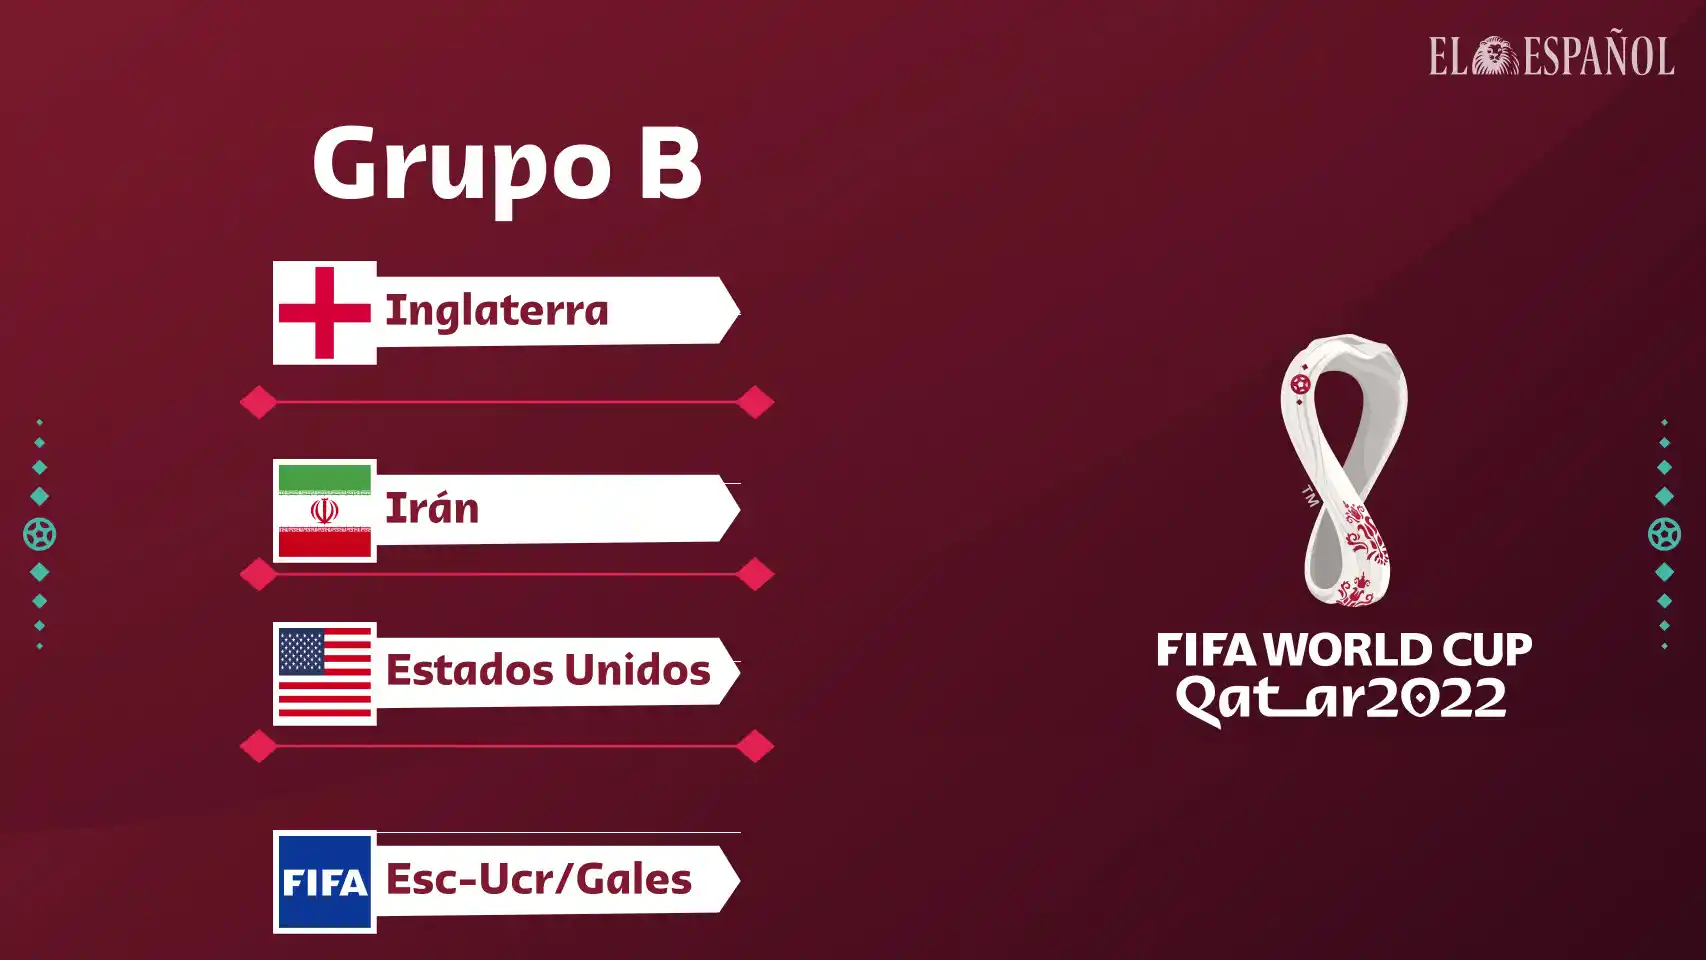 EL ESPAÑOL
Grupo B
Inglaterra
Irán
Estados Unidos
FIFA Esc-Ucr/Gales
TM
FIFA WORLD CUP
Qatar2022